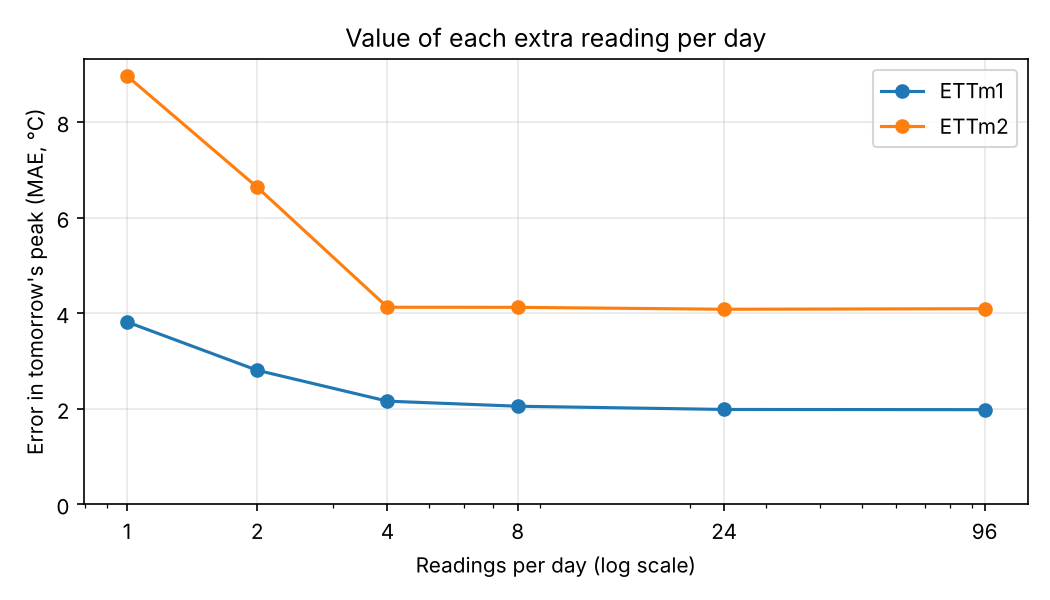 Value of each extra reading per day
ETTm1
ETTm2
Error in tomorrow's peak (MAE, °C)
8
6
4
2
0
1 2 4 8 24 96
Readings per day (log scale)